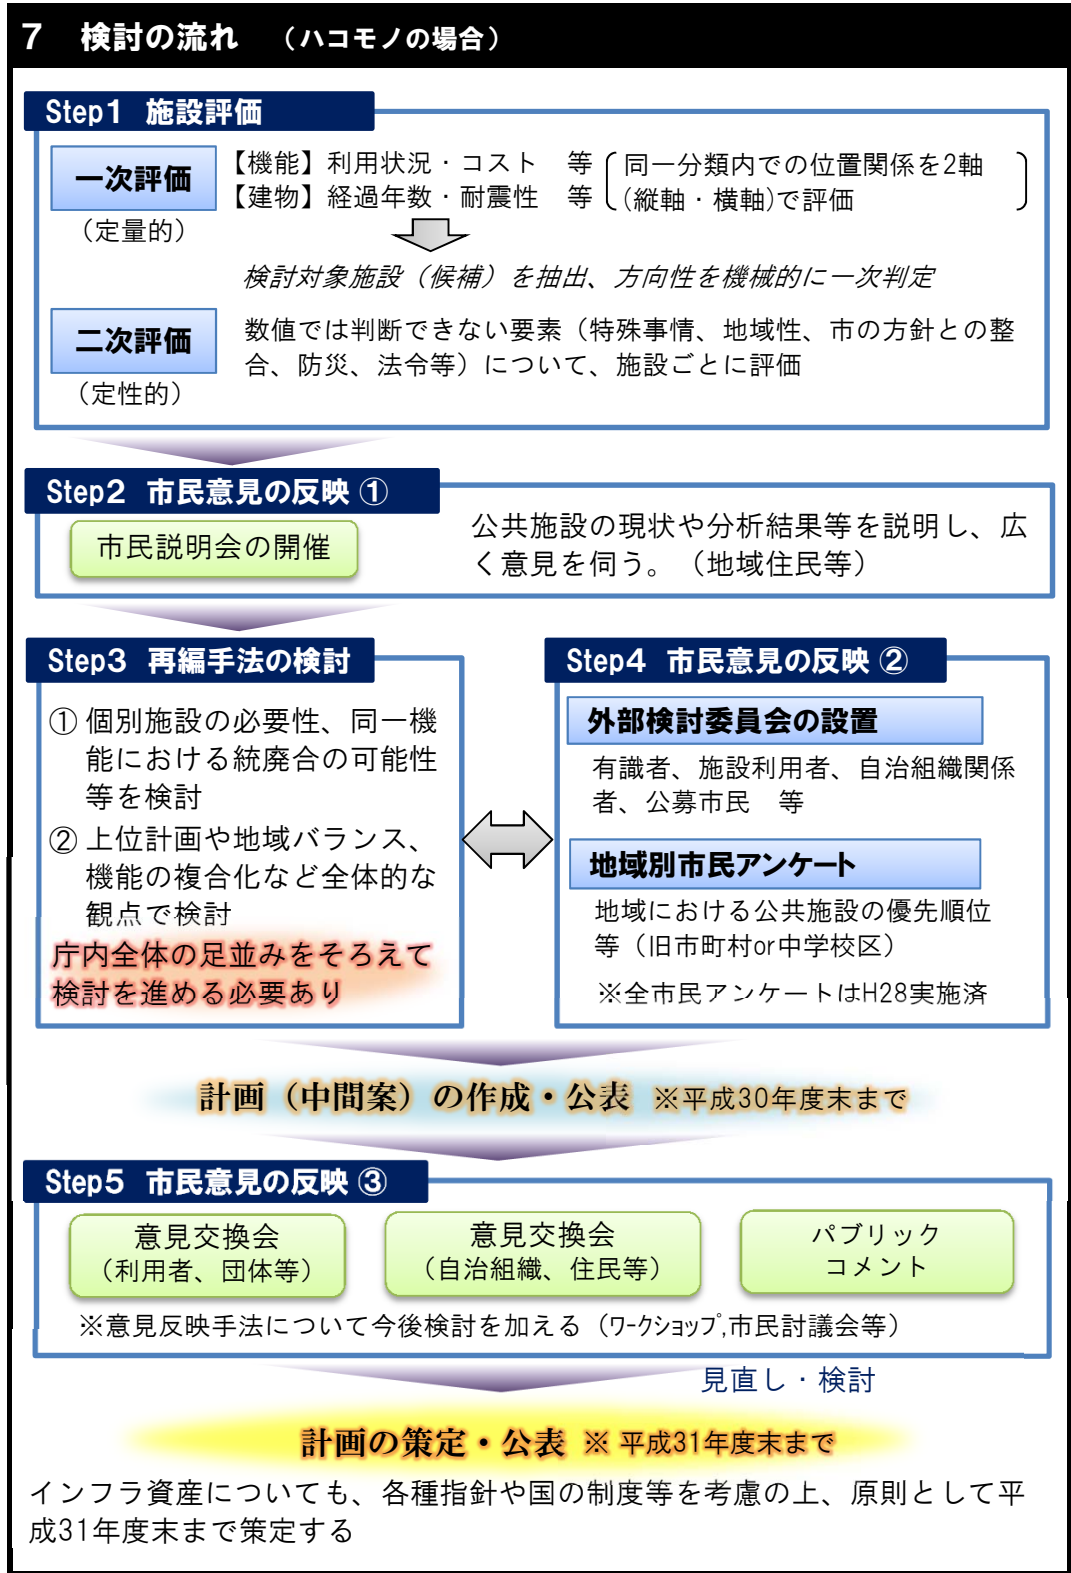 7 検討の流れ （ハコモノの場合）
Step1 施設評価
一次評価
（定量的）
【機能】利用状況・コスト 等
【建物】経過年数・耐震性 等
同一分類内での位置関係を2軸
(縦軸・横軸)で評価
検討対象施設（候補）を抽出、方向性を機械的に一次判定
二次評価
（定性的）
数値では判断できない要素（特殊事情、地域性、市の方針との整
合、防災、法令等）について、施設ごとに評価
Step2 市民意見の反映 ①
市民説明会の開催
公共施設の現状や分析結果等を説明し、広
く意見を伺う。（地域住民等）
Step3 再編手法の検討
① 個別施設の必要性、同一機
能における統廃合の可能性
等を検討
② 上位計画や地域バランス、
機能の複合化など全体的な
観点で検討
庁内全体の足並みをそろえて
検討を進める必要あり
Step4 市民意見の反映 ②
外部検討委員会の設置
有識者、施設利用者、自治組織関係
者、公募市民 等
地域別市民アンケート
地域における公共施設の優先順位
等（旧市町村or中学校区）
※全市民アンケートはH28実施済
計画（中間案）の作成・公表 ※平成30年度末まで
Step5 市民意見の反映 ③
意見交換会
（利用者、団体等）
意見交換会
（自治組織、住民等）
パブリック
コメント
※意見反映手法について今後検討を加える（ﾜｰｸｼｮｯﾌﾟ,市民討議会等）
見直し・検討
計画の策定・公表 ※ 平成31年度末まで
インフラ資産についても、各種指針や国の制度等を考慮の上、原則として平
成31年度末まで策定する